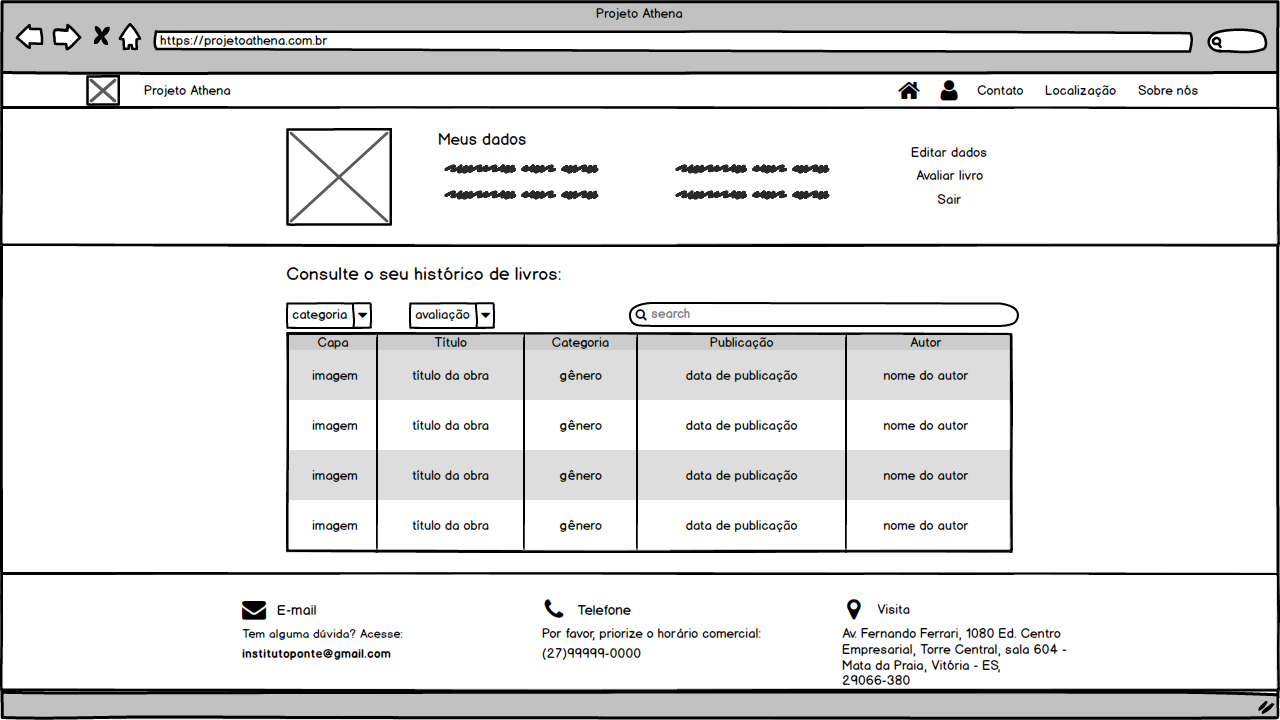 Projeto Athena
https://projetoathena.com.br
Projeto Athena Contato Localização Sobre nós
Meus dados
Editar dados
Avaliar livro
Sair
Consulte o seu histórico de livros:
categoria avaliação search
Capa Título Categoria Publicação Autor
imagem título da obra gênero data de publicação nome do autor
imagem título da obra gênero data de publicação nome do autor
imagem título da obra gênero data de publicação nome do autor
imagem título da obra gênero data de publicação nome do autor
E-mail
Tem alguma dúvida? Acesse:
institutoponte@gmail.com
Telefone
Por favor, priorize o horário comercial:
(27)99999-0000
Visita
Av. Fernando Ferrari, 1080 Ed. Centro
Empresarial, Torre Central, sala 604 -
Mata da Praia, Vitória - ES,
29066-380